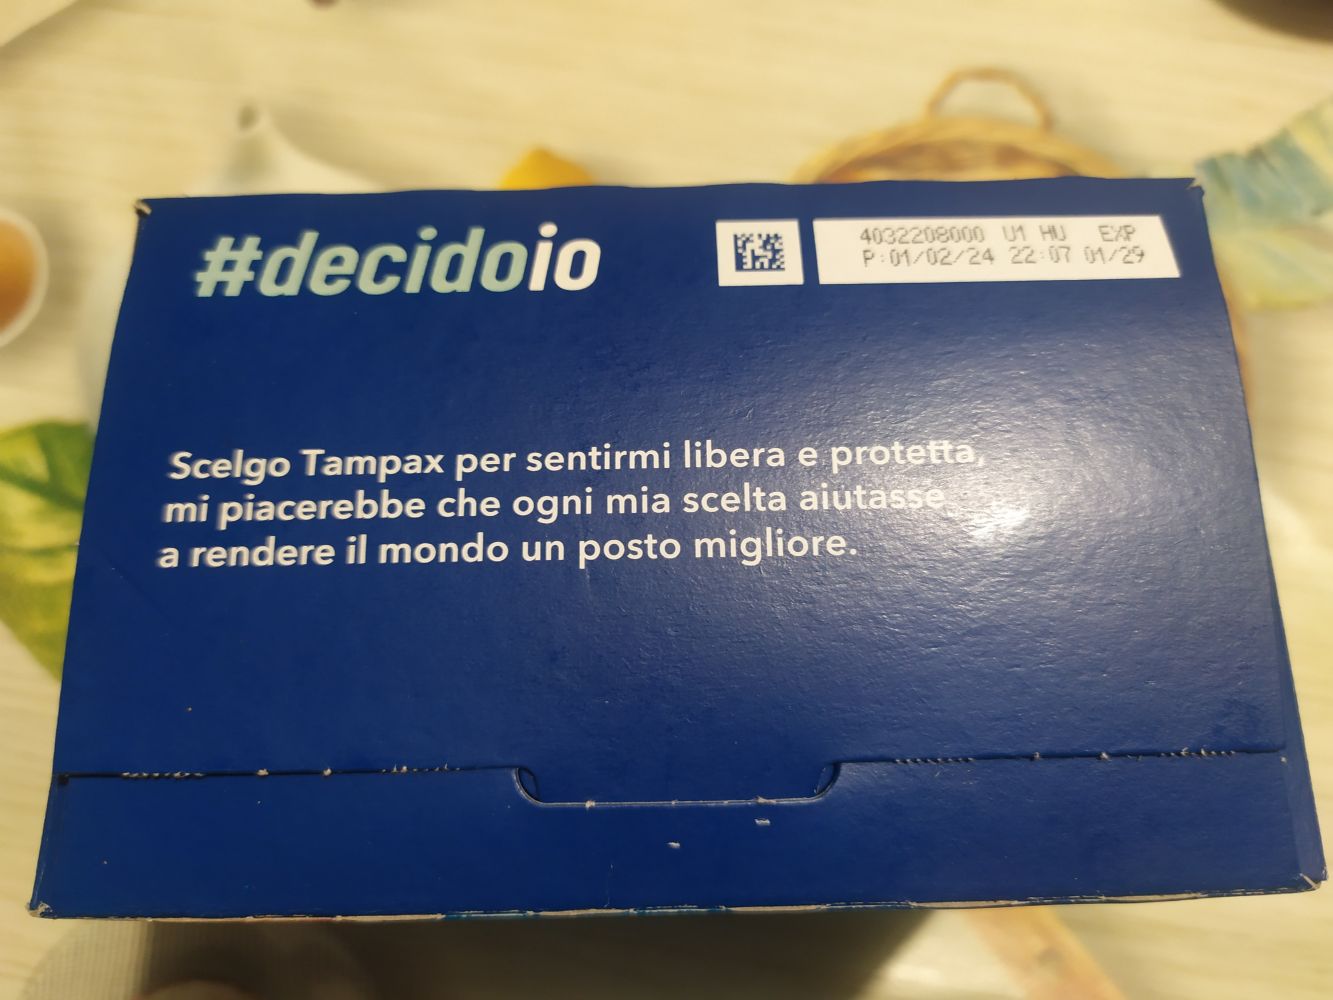 #decidoio
4032208000 U1 HU EXP
P:01/02/24 22:07 01/29
Scelgo Tampax per sentirmi libera e protetta,
mi piacerebbe che ogni mia scelta aiutasse
a rendere il mondo un posto migliore.